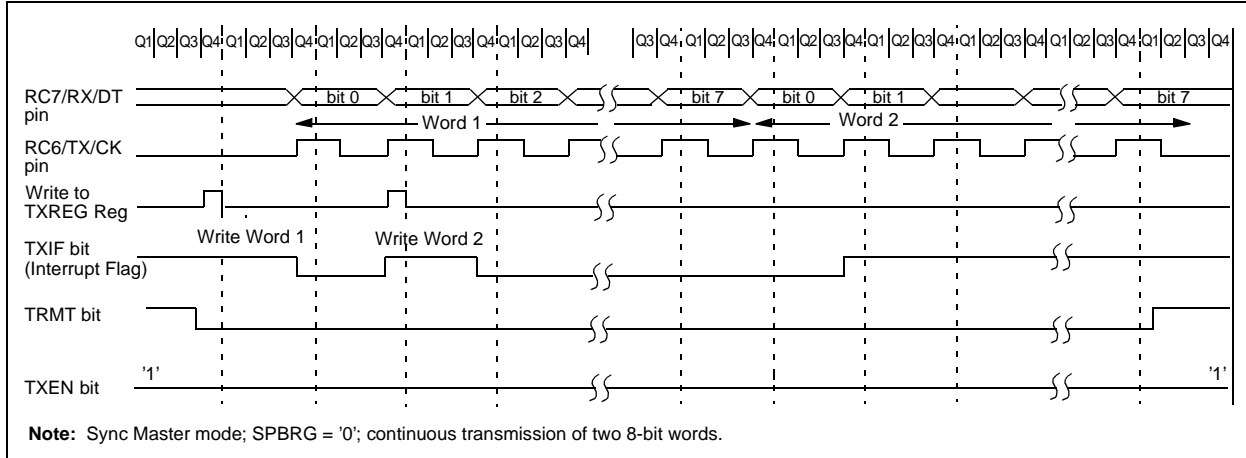 Q1 Q2 Q3 Q4 Q1 Q2 Q3 Q4 Q1 Q2 Q3 Q4 Q1 Q2 Q3 Q4 Q1 Q2 Q3 Q4 Q3 Q4 Q1 Q2 Q3 Q4 Q1 Q2 Q3 Q4 Q1 Q2 Q3 Q4 Q1 Q2 Q3 Q4 Q1 Q2 Q3 Q4 Q1 Q2 Q3 Q4
RC7/RX/DT
pin
bit 0 bit 1 bit 2 bit 7 bit 0 bit 1 bit 7
Word 1 Word 2
RC6/TX/CK
pin
Write to
TXREG Reg
Write Word 1 Write Word 2
TXIF bit
(Interrupt Flag)
TRMT bit
'1' '1'
TXEN bit
Note: Sync Master mode; SPBRG = '0'; continuous transmission of two 8-bit words.